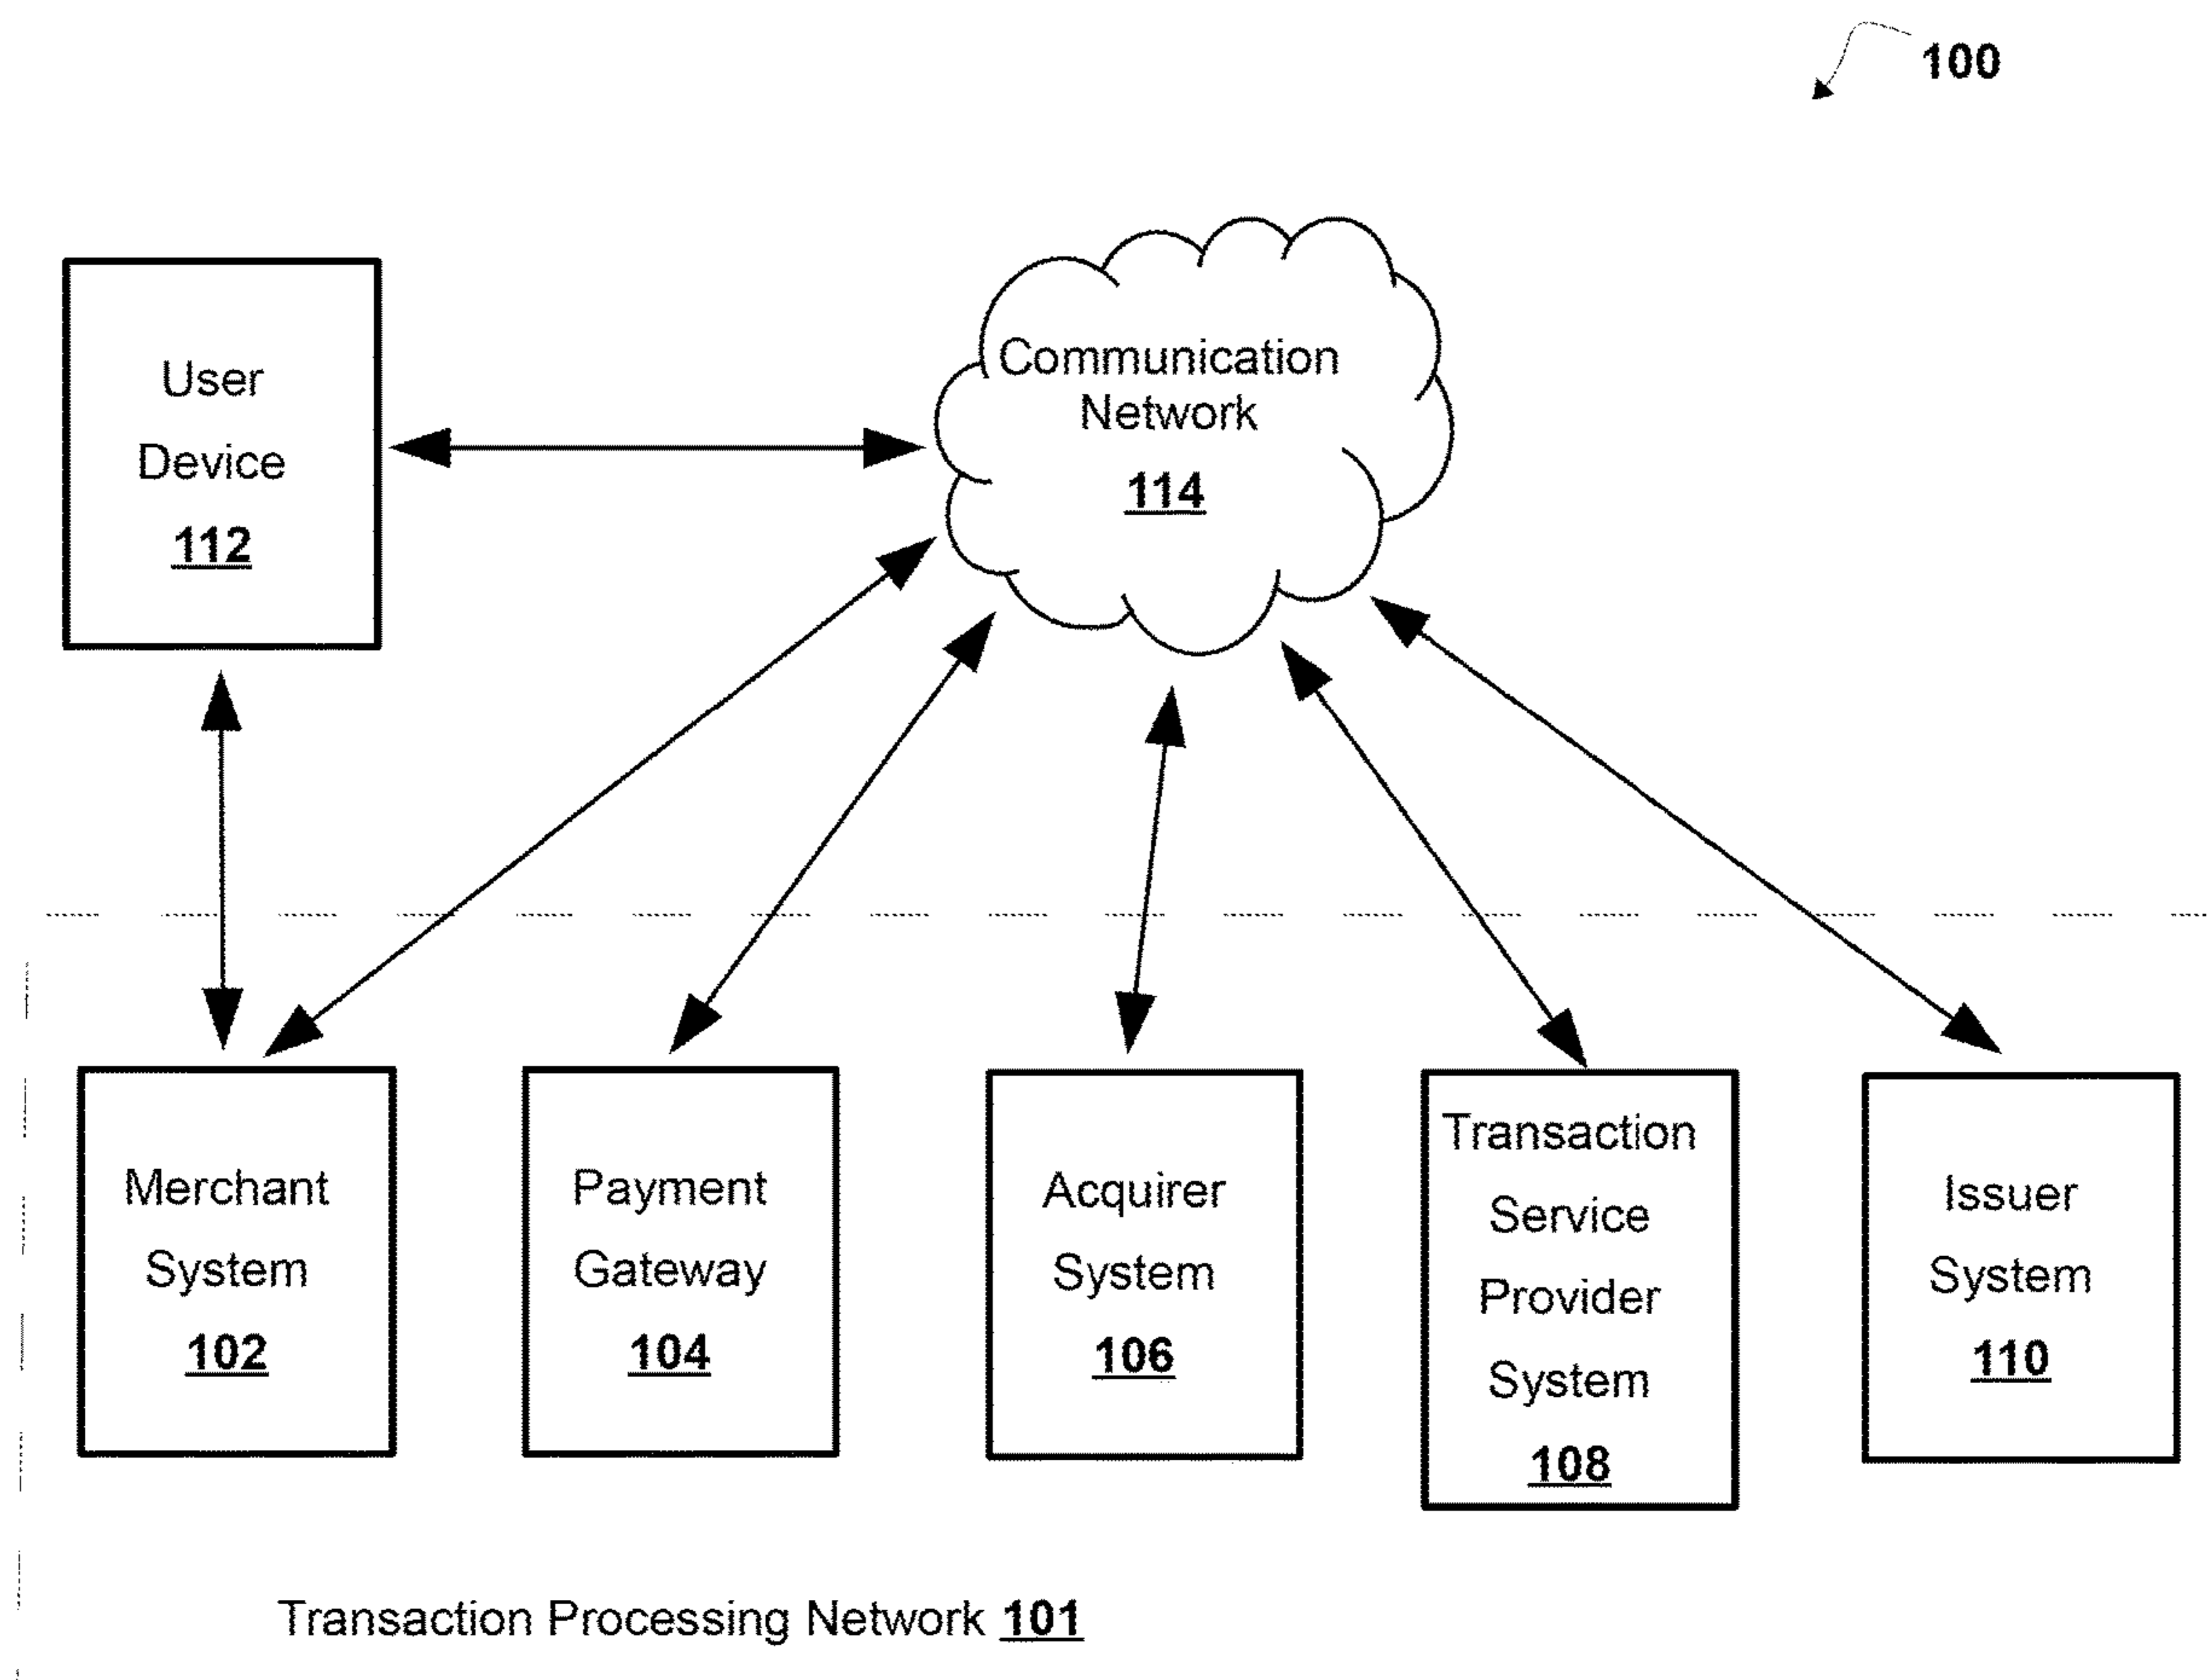 100
User
Device
112
Communication
Network
114
Merchant
System
102
Payment
Gateway
104
Acquirer
System
106
Transaction
Service
Provider
System
108
Issuer
System
110
Transaction Processing Network 101